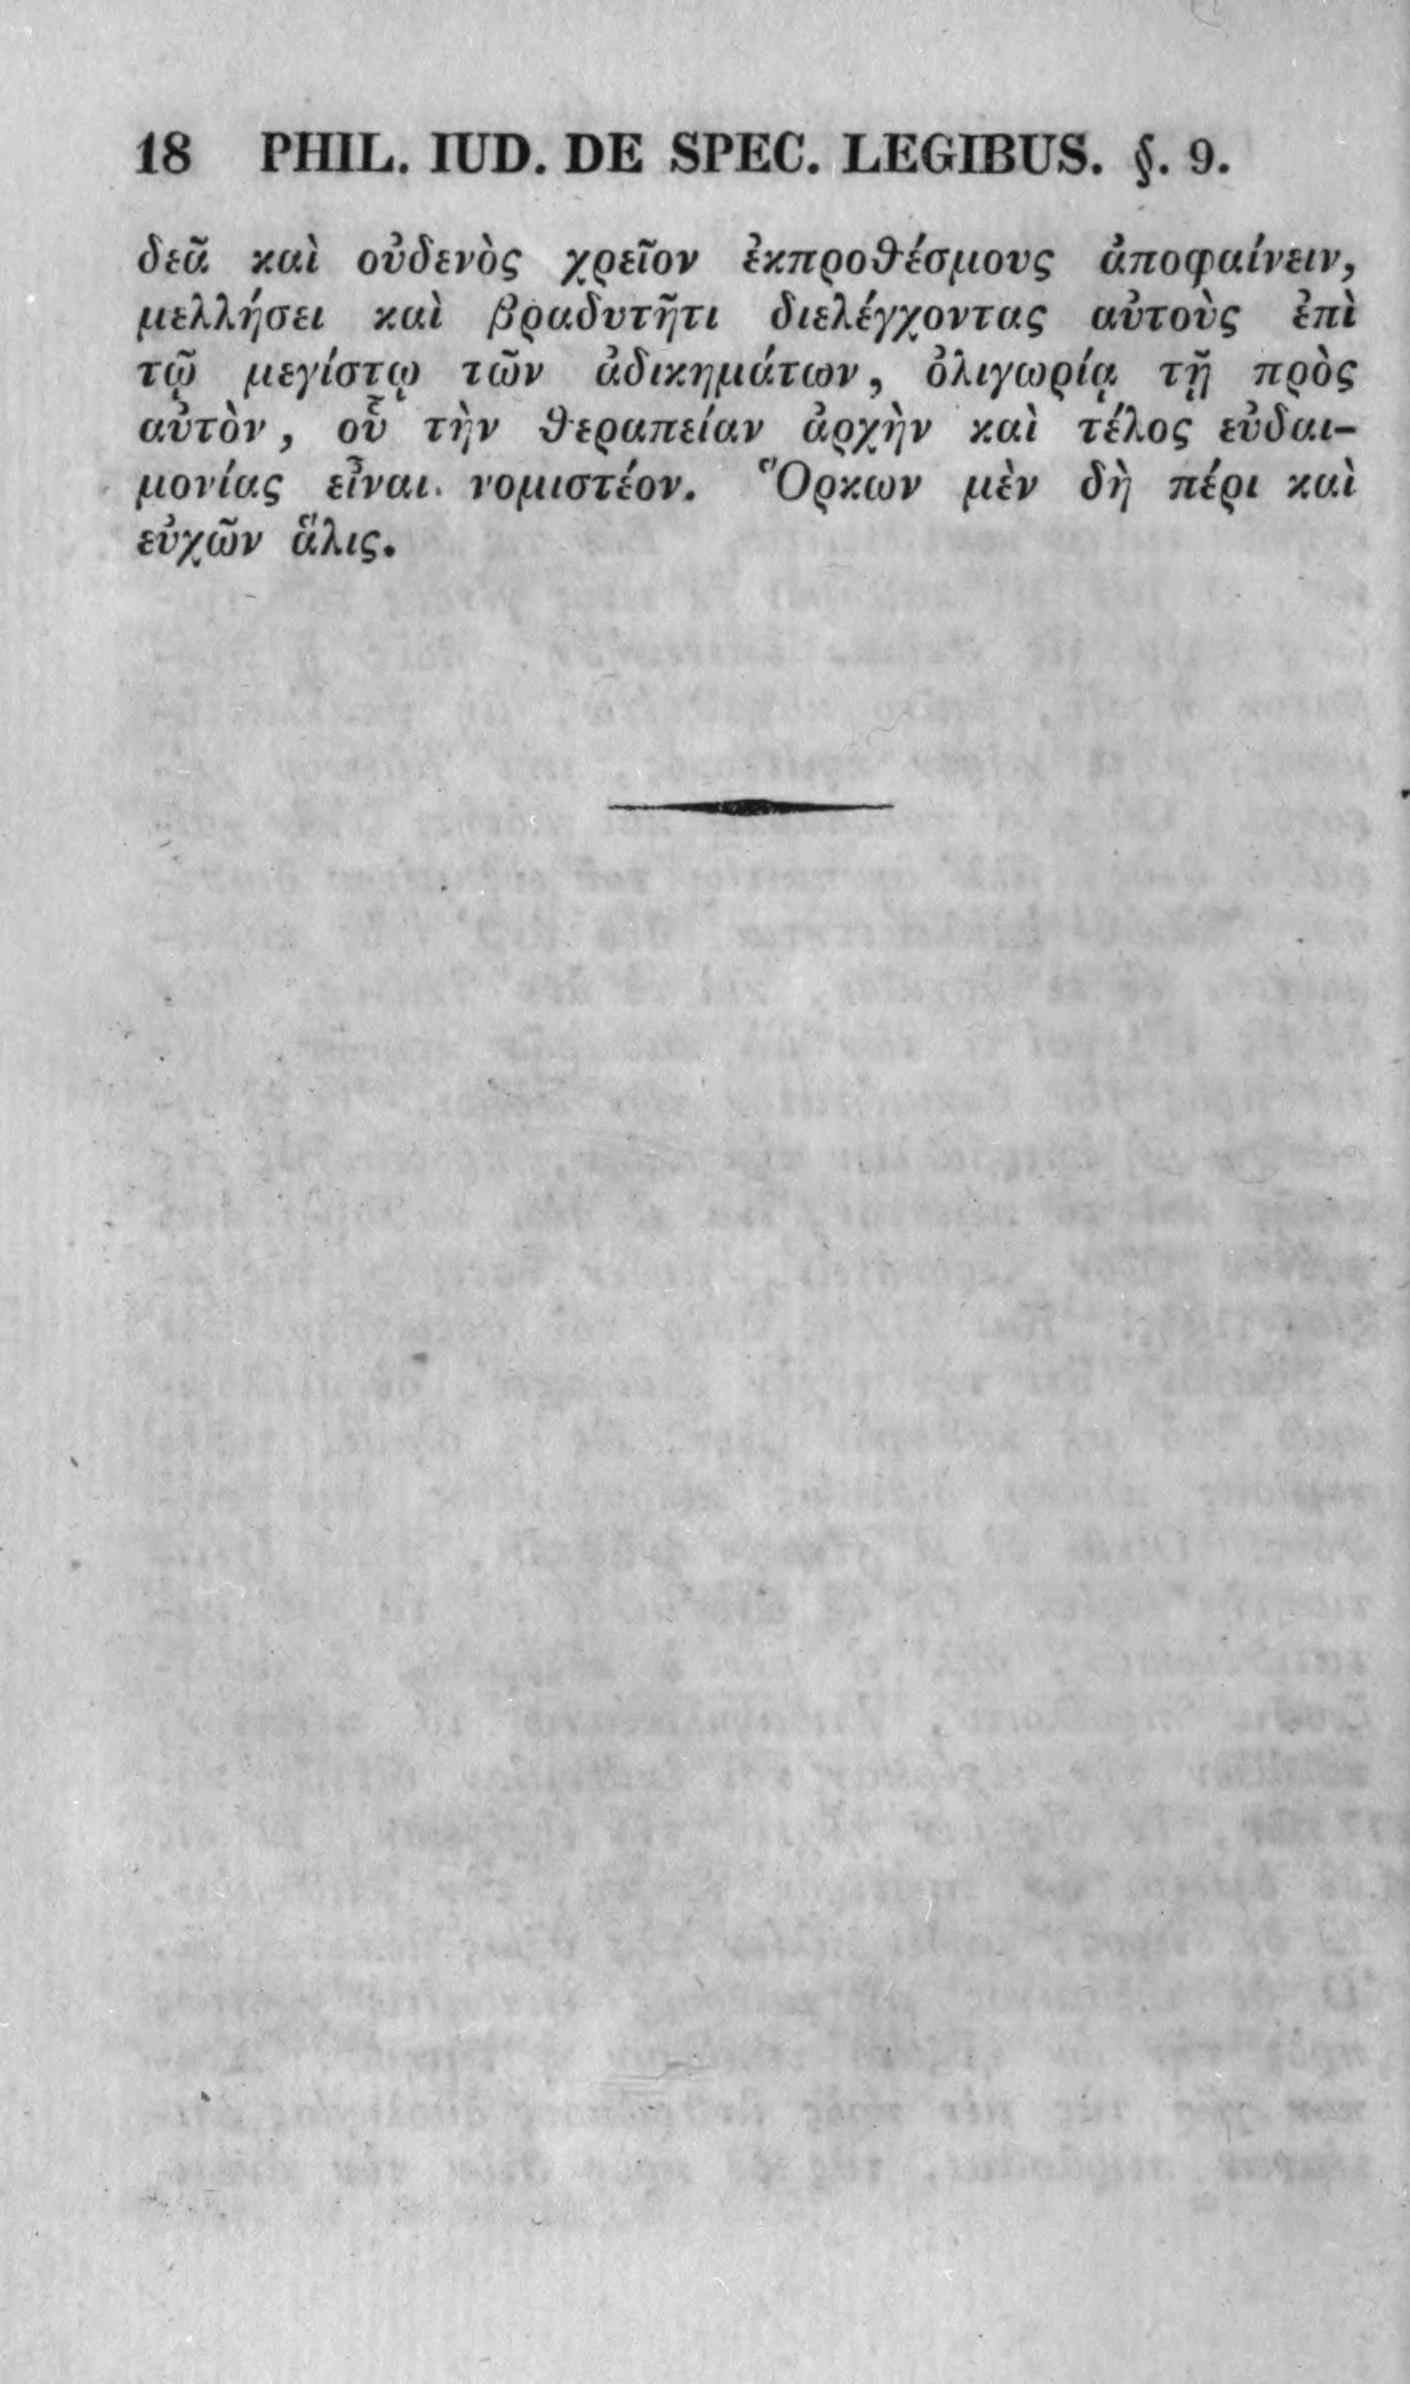 18 PHIL. IUD. DE SPEC. LEGIBUS. §. 9.
δεᾶ καὶ οὐδενὸς χρεῖον ἐκπροθέσμους ἀποφαίνειν,
μελλήσει καὶ βραδυτῆτι διελέγχοντας αὐτοὺς ἐπὶ
τῷ μεγίστῳ τῶν ἀδικημάτων, ὀλιγωρίᾳ τῇ πρὸς
αὐτὸν, οὗ τὴν θεραπείαν ἀρχὴν καὶ τέλος εὐδαι-
μονίας εἶναι νομιστέον. Ὅρκων μὲν δὴ πέρι καὶ
εὐχῶν ἅλις.